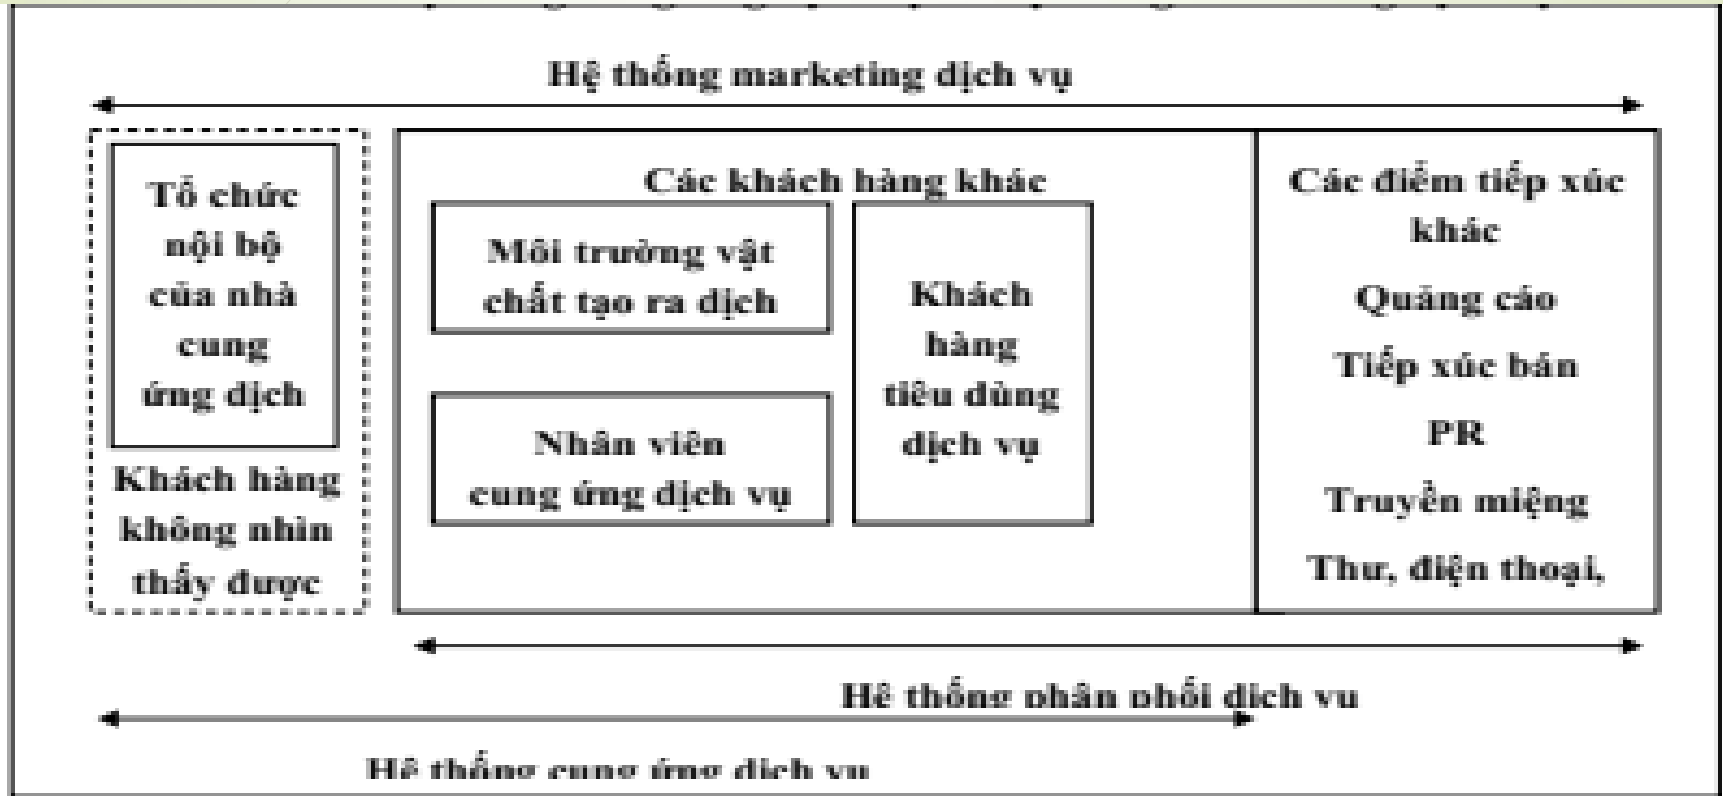 Hệ thống marketing dịch vụ
Tổ chức
nội bộ
của nhà
cung
ứng dịch
Khách hàng
không nhìn
thấy được
Các khách hàng khác
Môi trường vật
chất tạo ra dịch
Nhân viên
cung ứng dịch vụ
Khách
hàng
tiêu dùng
dịch vụ
Các điểm tiếp xúc
khác
Quảng cáo
Tiếp xúc bán
PR
Truyền miệng
Thư, điện thoại,
Hệ thống phân phối dịch vụ
Hệ thống cung ứng dịch vụ